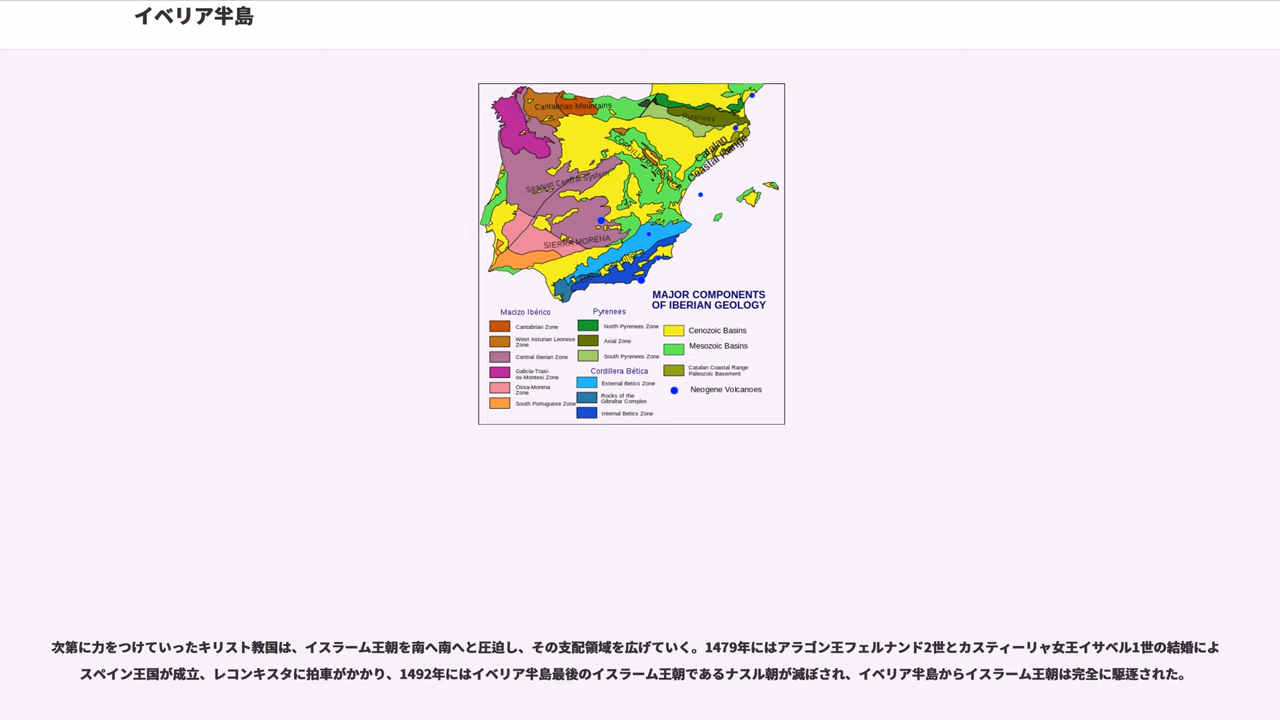 イベリア半島
Cantabrian Mountains
Pyrenees
Catalan
Coastal Range
Spanish Central System
SIERRA MORENA
MAJOR COMPONENTS
OF IBERIAN GEOLOGY
Macizo Ibérico
Cantabrian Zone
West Asturian Leonese
Zone
Central Iberian Zone
Galicia-Tras-
os-Montesi Zone
Ossa-Morena
Zone
South Portuguese Zone
Pyrenees
North Pyrenees Zone
Axial Zone
South Pyrenees Zone
Cordillera Bética
External Betics Zone
Rocks of the
Gibraltar Complex
Internal Betics Zone
Cenozoic Basins
Mesozoic Basins
Catalan Coastal Range
Paleozoic Basement
Neogene Volcanoes
次第に力をつけていったキリスト教国は、イスラーム王朝を南へ南へと圧迫し、その支配領域を広げていく。1479年にはアラゴン王フェルナンド2世とカスティーリャ女王イサベル1世の結婚によ
スペイン王国が成立、レコンキスタに拍車がかかり、1492年にはイベリア半島最後のイスラーム王朝であるナスル朝が滅ぼされ、イベリア半島からイスラーム王朝は完全に駆逐された。